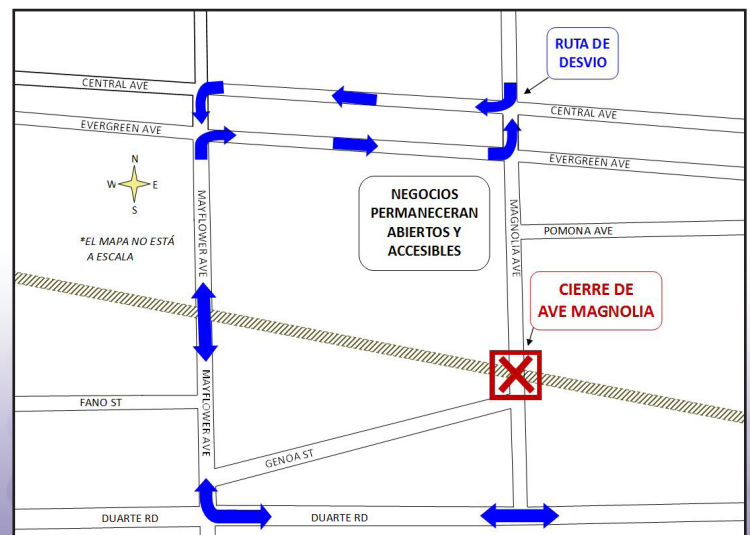 RUTA DE
DESVIO
CENTRAL AVE
CENTRAL AVE
EVERGREEN AVE
EVERGREEN AVE
N
W
E
S
*EL MAPA NO ESTÁ
A ESCALA
MAYFLOWER AVE
NEGOCIOS
PERMANECERAN
ABIERTOS Y
ACCESIBLES
MAGNOLIA AVE
POMONA AVE
CIERRE DE
AVE MAGNOLIA
FANO ST
MAYFLOWER AVE
GENOA ST
DUARTE RD
DUARTE RD